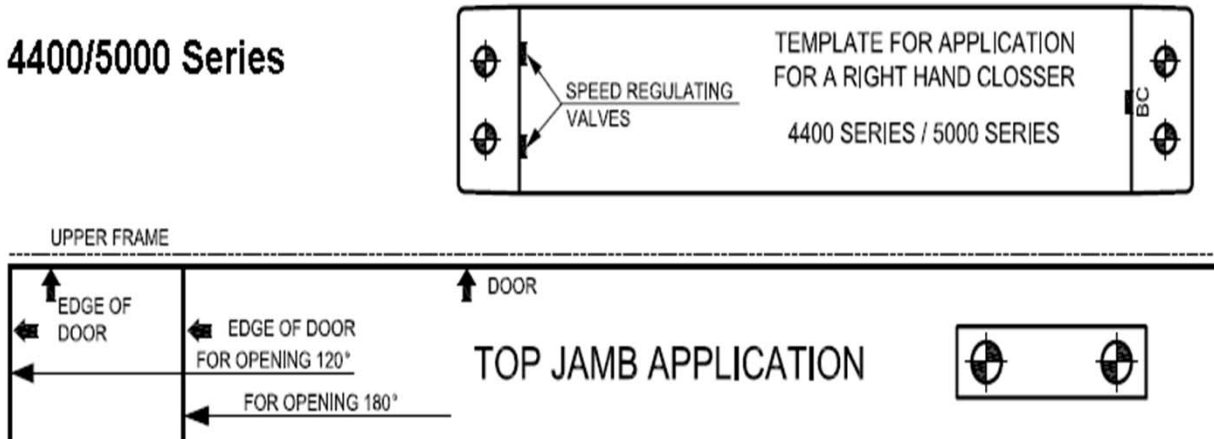 4400/5000 Series
TEMPLATE FOR APPLICATION
FOR A RIGHT HAND CLOSSER
4400 SERIES / 5000 SERIES
SPEED REGULATING
VALVES
BC
UPPER FRAME
EDGE OF
DOOR
EDGE OF DOOR
DOOR
FOR OPENING 120°
FOR OPENING 180°
TOP JAMB APPLICATION